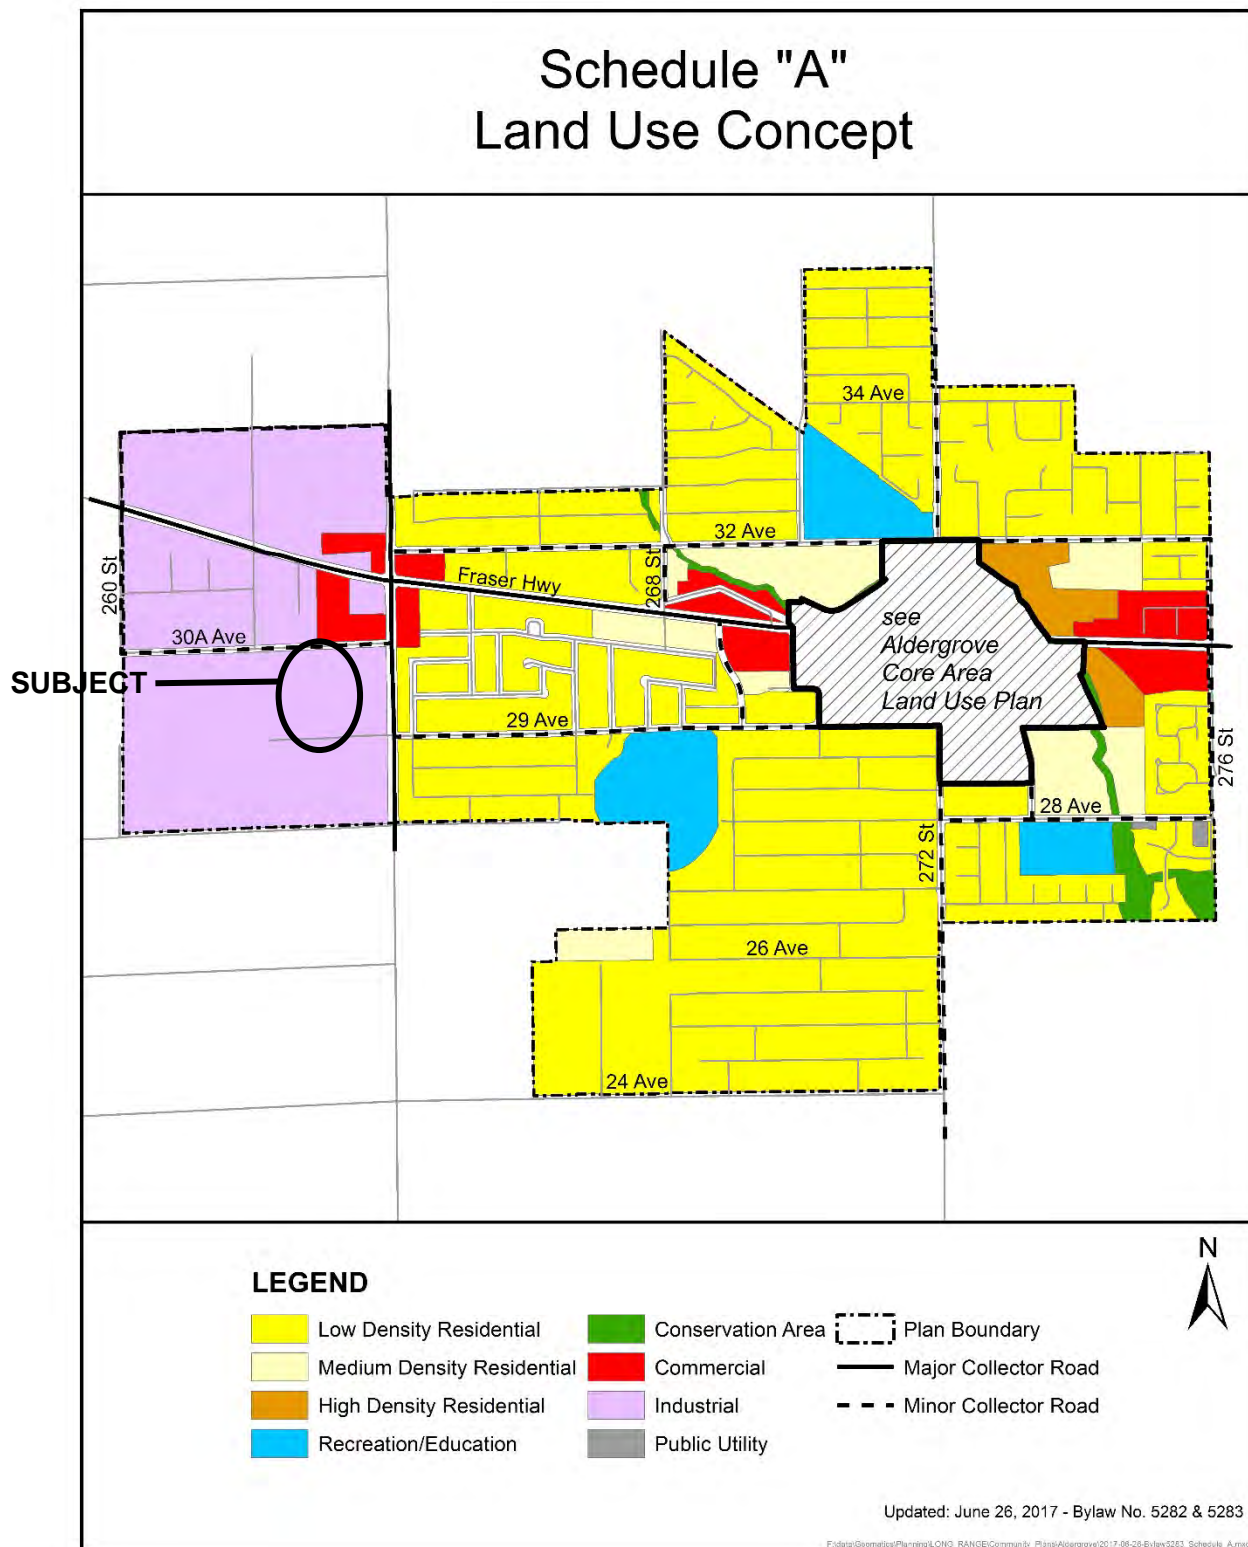 Schedule "A"
Land Use Concept
34 Ave
32 Ave
260 St
268 St
Fraser Hwy
30A Ave
see
Aldergrove
Core Area
Land Use Plan
SUBJECT
29 Ave
276 St
28 Ave
272 St
26 Ave
24 Ave
N
LEGEND
Low Density Residential
Medium Density Residential
High Density Residential
Recreation/Education
Conservation Area
Commercial
Industrial
Public Utility
Plan Boundary
Major Collector Road
Minor Collector Road
Updated: June 26, 2017 - Bylaw No. 5282 & 5283